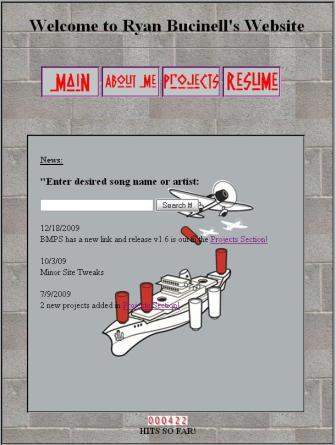 Welcome to Ryan Bucinell's Website
MAIN ABOUT ME PROJECTS RESUME
News:
"Enter desired song name or artist:
Search It!
12/18/2009
BMPS has a new link and release v1.6 is out in the Projects Section!
10/3/09
Minor Site Tweaks
7/9/2009
2 new projects added in Projects Section!
000422
HITS SO FAR!